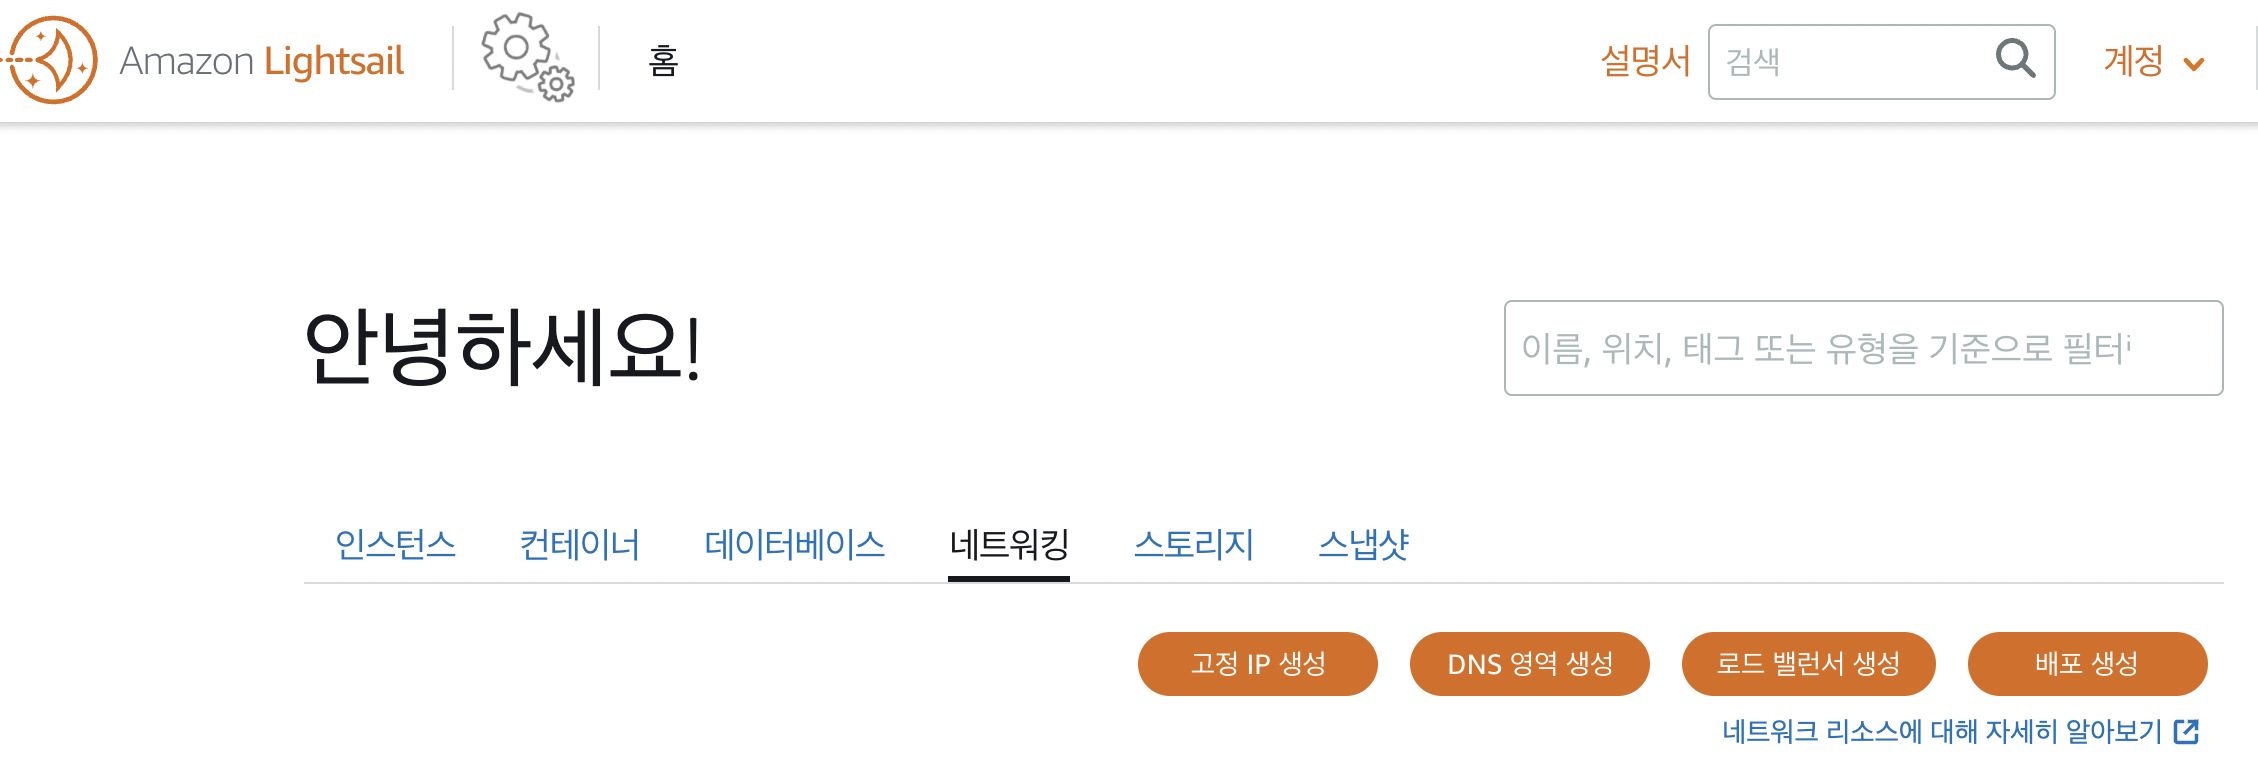 Amazon Lightsail
홈
설명서
검색
계정
안녕하세요!
이름, 위치, 태그 또는 유형을 기준으로
인스턴스 컨테이너 데이터베이스 네트워킹 스토리지 스냅샷
고정 IP 생성
DNS 영역 생성
로드 밸런서 생성
배포 생성
네트워크 리소스에 대해 자세히 알아보기